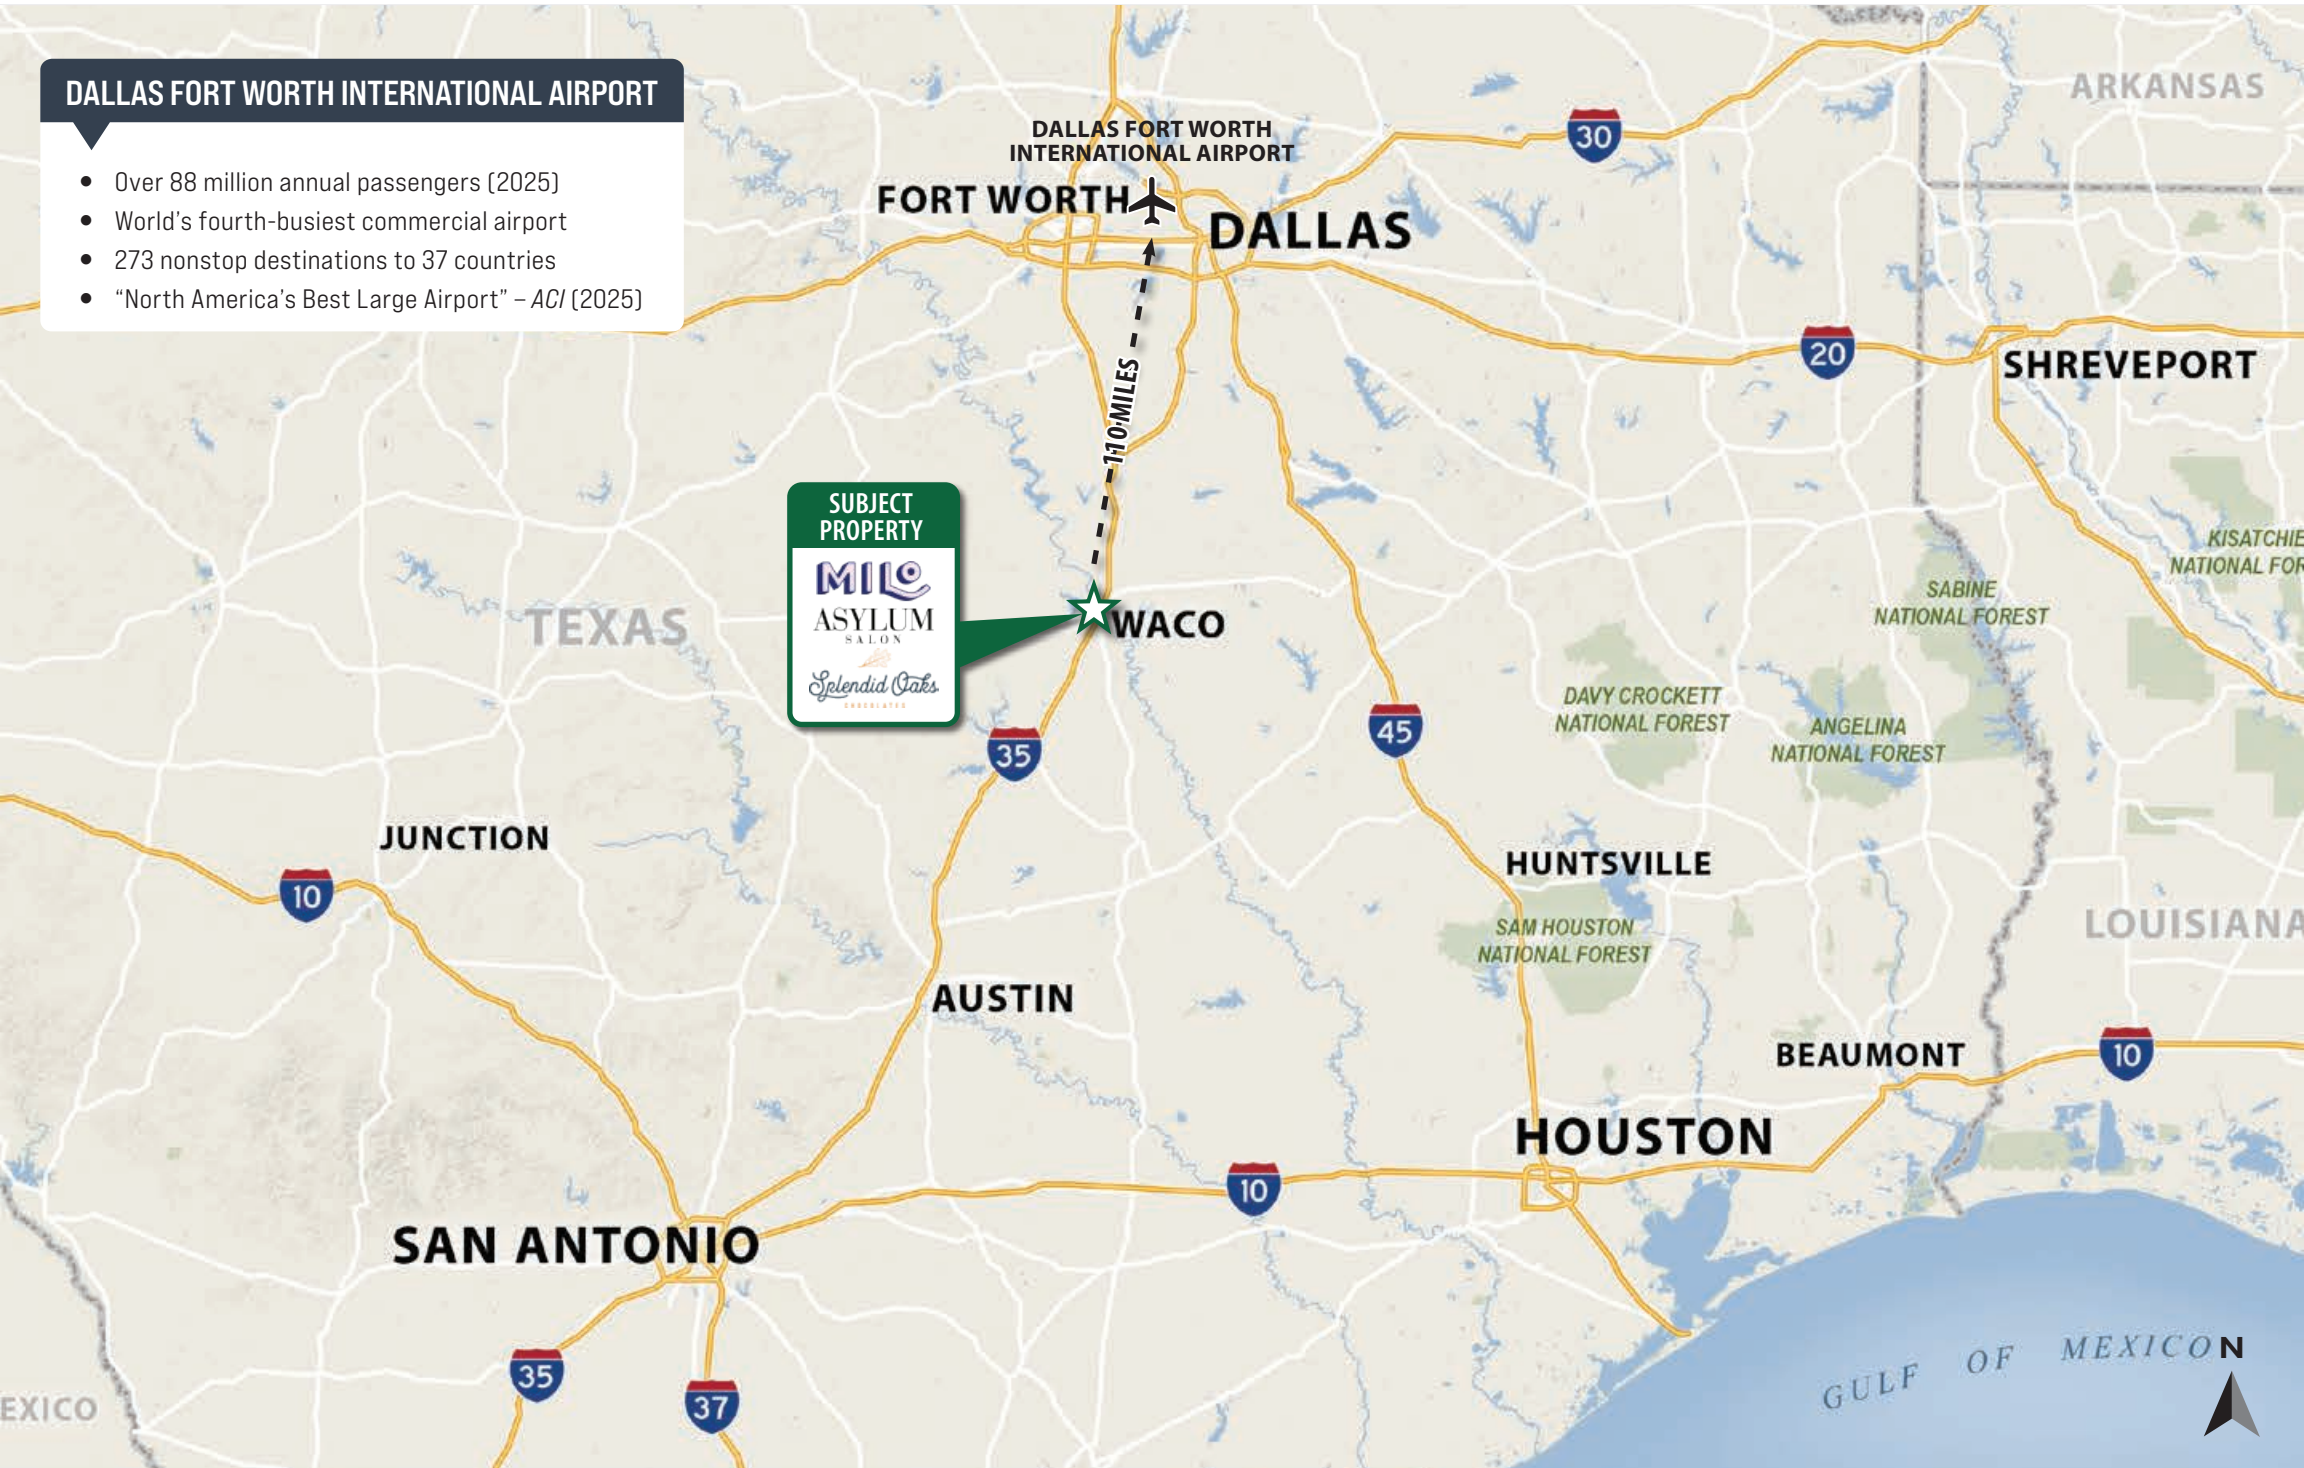 DALLAS FORT WORTH INTERNATIONAL AIRPORT
• Over 88 million annual passengers (2025)
• World's fourth-busiest commercial airport
• 273 nonstop destinations to 37 countries
• “North America's Best Large Airport” – ACI (2025)
ARKANSAS
DALLAS FORT WORTH
INTERNATIONAL AIRPORT
30
FORT WORTH
DALLAS
20
SHREVEPORT
110 MILES
SUBJECT
PROPERTY
MILO
ASYLUM
SALON
Splendid Oaks
CHOCOLATES
WACO
TEXAS
KISATCHIE
NATIONAL FOR
SABINE
NATIONAL FOREST
DAVY CROCKETT
NATIONAL FOREST
ANGELINA
NATIONAL FOREST
35
45
JUNCTION
10
HUNTSVILLE
SAM HOUSTON
NATIONAL FOREST
LOUISIANA
AUSTIN
BEAUMONT
10
HOUSTON
10
SAN ANTONIO
35
37
EXICO
GULF OF MEXICO
N